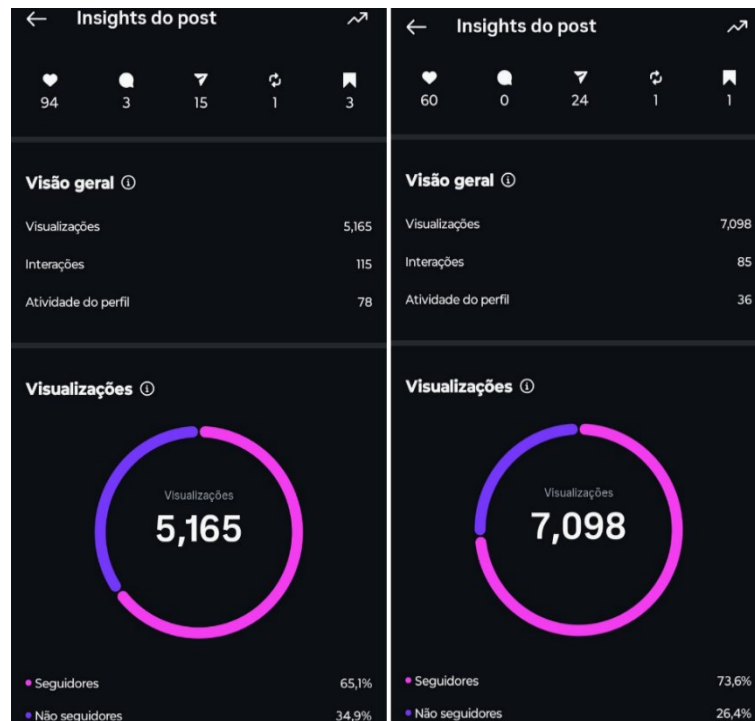 Insights do post
94 3 15 1 3
Visão geral
Visualizações 5,165
Interações 115
Atividade do perfil 78
Visualizações
Visualizações
5,165
Seguidores 65,1%
Não seguidores 34,9%
Insights do post
60 0 24 1 1
Visão geral
Visualizações 7,098
Interações 85
Atividade do perfil 36
Visualizações
Visualizações
7,098
Seguidores 73,6%
Não seguidores 26,4%